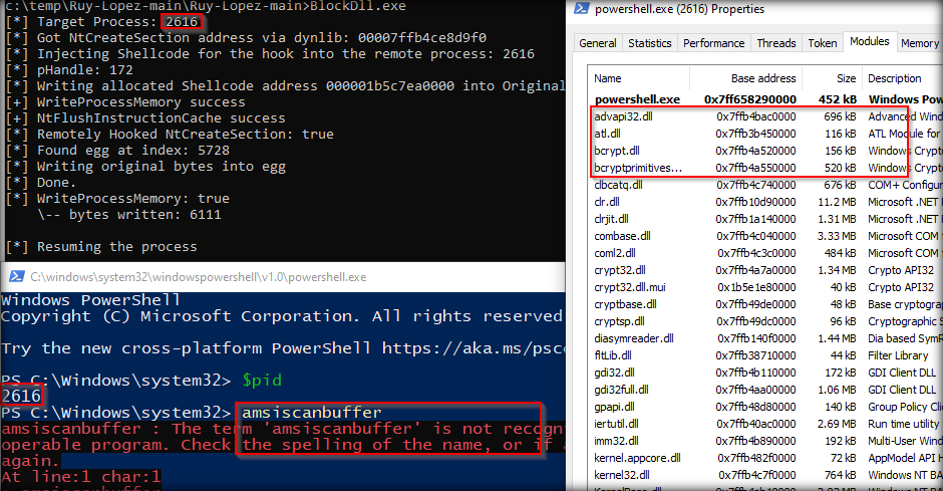 c:\temp\Ruy-Lopez-main\Ruy-Lopez-main>BlockDll.exe
[*] Target Process: 2616
[*] Got NtCreateSection address via dynlib: 00007ffb4ce8d9f0
[*] Injecting Shellcode for the hook into the remote process: 2616
[*] pHandle: 172
[*] Writing allocated Shellcode address 000001b5c7ea0000 into Original
[+] WriteProcessMemory success
[+] NtFlushInstructionCache success
[*] Remotely Hooked NtCreateSection: true
[*] Found egg at index: 5728
[*] Writing original bytes into egg
[*] Done.
[*] WriteProcessMemory: true
\-- bytes written: 6111
[*] Resuming the process
C:\windows\system32\windowspowershell\v1.0\powershell.exe
Windows PowerShell
Copyright (C) Microsoft Corporation. All rights reserved
Try the new cross-platform PowerShell https://aka.ms/psco
PS C:\Windows\system32> $pid
2616
PS C:\Windows\system32> amsiscanbuffer
amsiscanbuffer : The term 'amsiscanbuffer' is not recogn
operable program. Check the spelling of the name, or if a
again.
At line:1 char:1
powershell.exe (2616) Properties
General Statistics Performance Threads Token Modules Memory
Name Base address Size Description
powershell.exe 0x7ff658290000 452 kB Windows Pow
advapi32.dll 0x7ffb4bac0000 696 kB Advanced Wind
atl.dll 0x7ffb3b450000 116 kB ATL Module for
bcrypt.dll 0x7ffb4a520000 156 kB Windows Crypto
bcryptprimitives... 0x7ffb4a550000 520 kB Windows Crypto
clbcatq.dll 0x7ffb4c740000 676 kB COM+ Configura
clr.dll 0x7ffb10d90000 11.2 MB Microsoft .NET R
clrjit.dll 0x7ffb1a140000 1.31 MB Microsoft .NET R
combase.dll 0x7ffb4c040000 3.33 MB Microsoft COM f
coml2.dll 0x7ffb4c3c0000 484 kB Microsoft COM f
crypt32.dll 0x7ffb4a7a0000 1.34 MB Crypto API32
crypt32.dll.mui 0x1b5e1e80000 40 kB Crypto API32
cryptbase.dll 0x7ffb49de0000 48 kB Base cryptogra
cryptsp.dll 0x7ffb49dc0000 96 kB Cryptographic S
diasymreader.dll 0x7ffb140f0000 1.44 MB Dia based SymR
fltLib.dll 0x7ffb38710000 44 kB Filter Library
gdi32.dll 0x7ffb4b110000 172 kB GDI Client DLL
gdi32full.dll 0x7ffb4aa00000 1.06 MB GDI Client DLL
gpapi.dll 0x7ffb48d80000 140 kB Group Policy Clie
iertutil.dll 0x7ffb40ac0000 2.69 MB Run time utility
imm32.dll 0x7ffb4b890000 192 kB Multi-User Wind
kernel.appcore.dll 0x7ffb482f0000 72 kB AppModel API H
kernel32.dll 0x7ffb4c7f0000 764 kB Windows NT BA